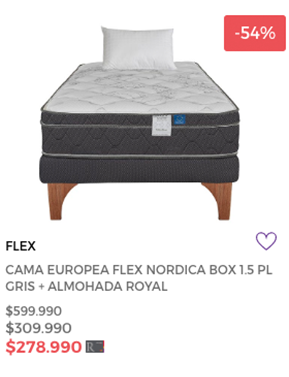 -54%
FLEX
CAMA EUROPEA FLEX NORDICA BOX 1.5 PL
GRIS + ALMOHADA ROYAL
$599.990
$309.990
$278.990